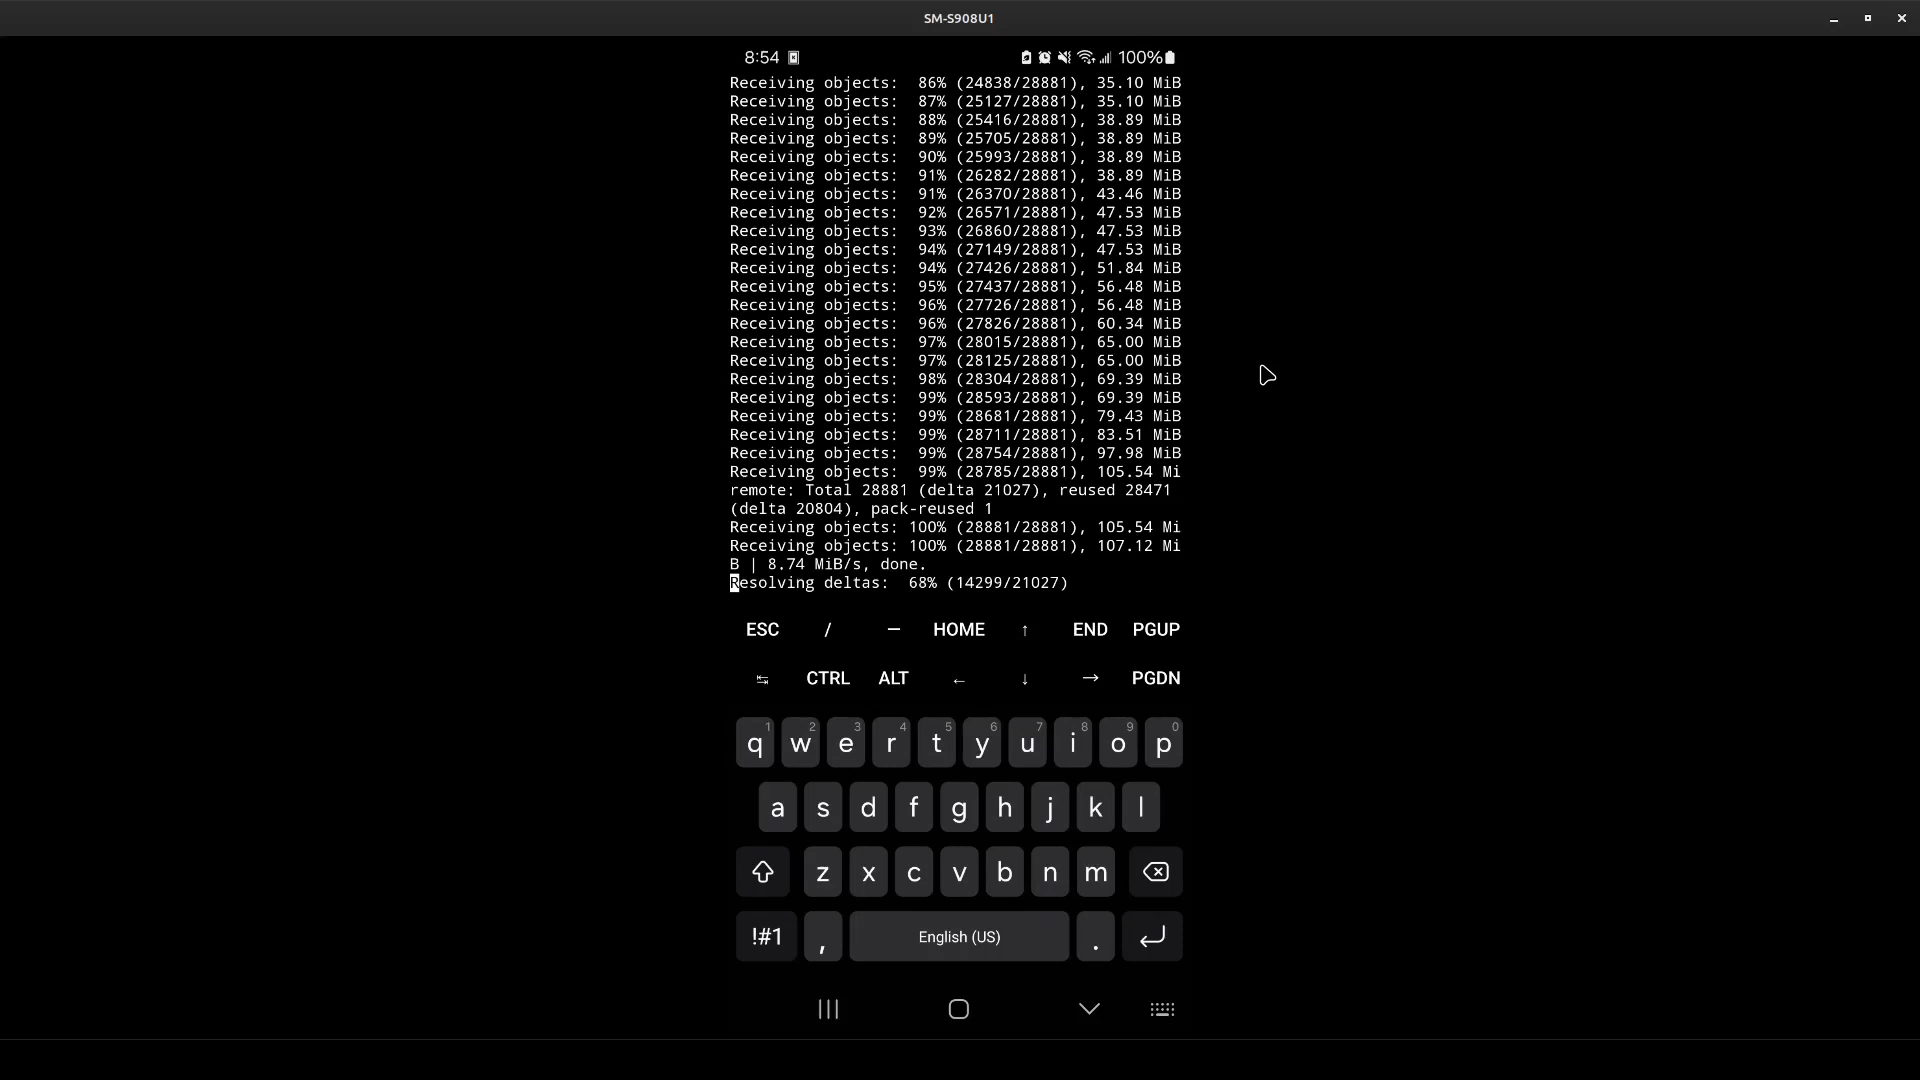 SM-S908U1
8:54 100%
Receiving objects:  86% (24838/28881), 35.10 MiB
Receiving objects:  87% (25127/28881), 35.10 MiB
Receiving objects:  88% (25416/28881), 38.89 MiB
Receiving objects:  89% (25705/28881), 38.89 MiB
Receiving objects:  90% (25993/28881), 38.89 MiB
Receiving objects:  91% (26282/28881), 38.89 MiB
Receiving objects:  91% (26370/28881), 43.46 MiB
Receiving objects:  92% (26571/28881), 47.53 MiB
Receiving objects:  93% (26860/28881), 47.53 MiB
Receiving objects:  94% (27149/28881), 47.53 MiB
Receiving objects:  94% (27426/28881), 51.84 MiB
Receiving objects:  95% (27437/28881), 56.48 MiB
Receiving objects:  96% (27726/28881), 56.48 MiB
Receiving objects:  96% (27826/28881), 60.34 MiB
Receiving objects:  97% (28015/28881), 65.00 MiB
Receiving objects:  97% (28125/28881), 65.00 MiB
Receiving objects:  98% (28304/28881), 69.39 MiB
Receiving objects:  99% (28593/28881), 69.39 MiB
Receiving objects:  99% (28681/28881), 79.43 MiB
Receiving objects:  99% (28711/28881), 83.51 MiB
Receiving objects:  99% (28754/28881), 97.98 MiB
Receiving objects:  99% (28785/28881), 105.54 Mi
remote: Total 28881 (delta 21027), reused 28471
(delta 20804), pack-reused 1
Receiving objects: 100% (28881/28881), 105.54 Mi
Receiving objects: 100% (28881/28881), 107.12 Mi
B | 8.74 MiB/s, done.
Resolving deltas:  68% (14299/21027)
ESC / — HOME ↑ END PGUP
↹ CTRL ALT ← ↓ → PGDN
1 2 3 4 5 6 7 8 9 0
q w e r t y u i o p
a s d f g h j k l
z x c v b n m
!#1 , English (US) .